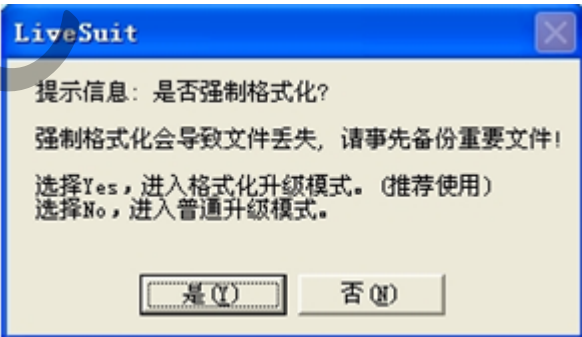 LiveSuit
提示信息: 是否强制格式化?
强制格式化会导致文件丢失, 请事先备份重要文件!
选择Yes，进入格式化升级模式。(推荐使用)
选择No，进入普通升级模式。
是(Y)
否(N)